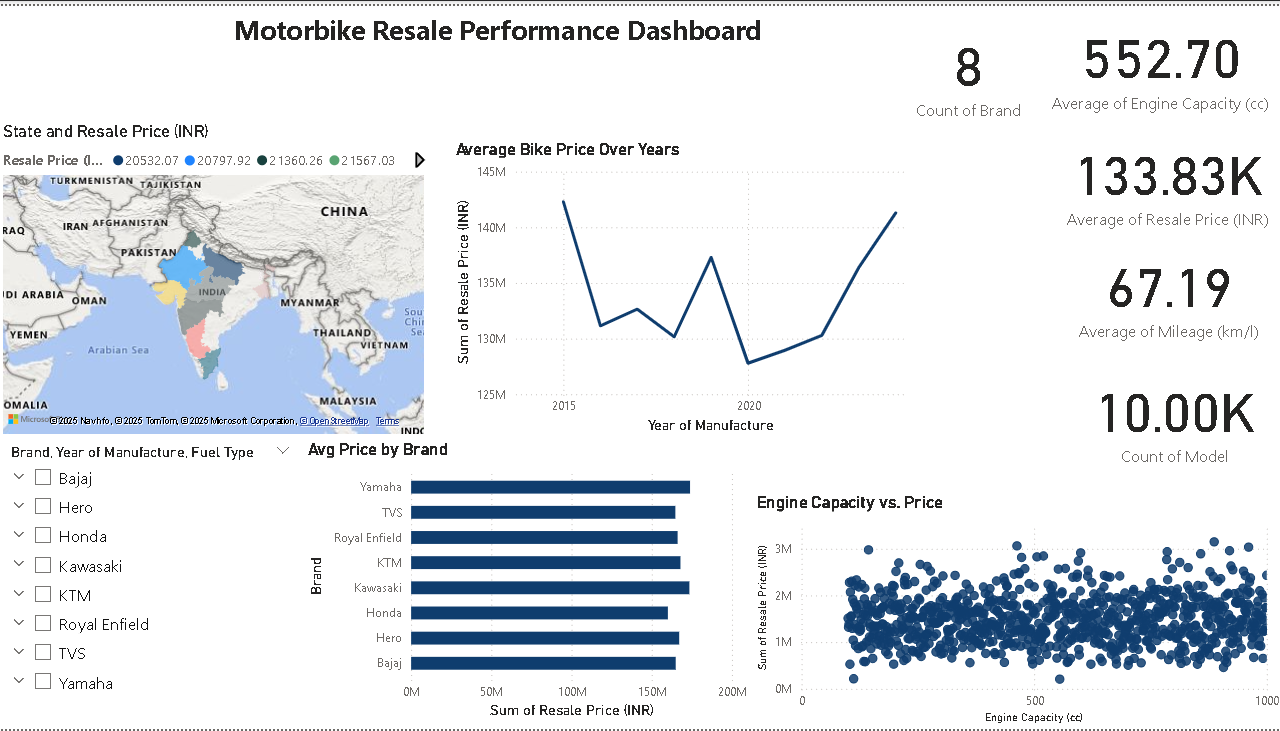 Motorbike Resale Performance Dashboard
8
Count of Brand
552.70
Average of Engine Capacity (cc)
133.83K
Average of Resale Price (INR)
67.19
Average of Mileage (km/l)
10.00K
Count of Model
State and Resale Price (INR)
Resale Price (I... 20532.07 20797.92 21360.26 21567.03
TURKMENISTAN
TAJIKISTAN
CHINA
IRAN
AFGHANISTAN
RAQ
PAKISTAN
INDIA
DI ARABIA
OMAN
MYANMAR
YEMEN
THAILAND
VIETNAM
Arabian Sea
MALAYSIA
OMALIA
INDO
© 2025 TomTom, © 2025 Microsoft Corporation, © OpenStreetMap Terms
Average Bike Price Over Years
Sum of Resale Price (INR)
145M
140M
135M
130M
125M
2015 2020
Year of Manufacture
Brand, Year of Manufacture, Fuel Type
Bajaj
Hero
Honda
Kawasaki
KTM
Royal Enfield
TVS
Yamaha
Avg Price by Brand
Brand
Yamaha
TVS
Royal Enfield
KTM
Kawasaki
Honda
Hero
Bajaj
0M 50M 100M 150M 200M
Sum of Resale Price (INR)
Engine Capacity vs. Price
Sum of Resale Price (INR)
3M
2M
1M
0M
0 500 1000
Engine Capacity (cc)